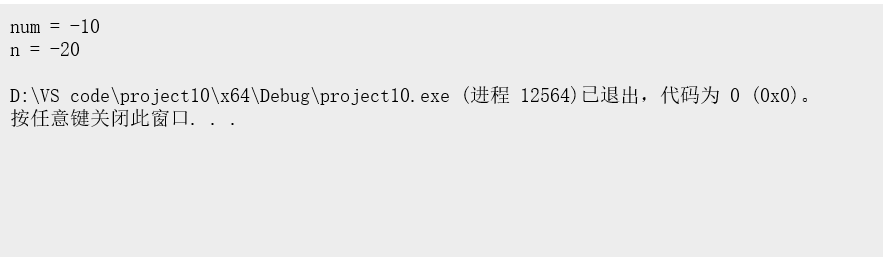 num = -10
n = -20
D:\VS code\project10\x64\Debug\project10.exe (进程 12564)已退出，代码为 0 (0x0)。
按任意键关闭此窗口. . .